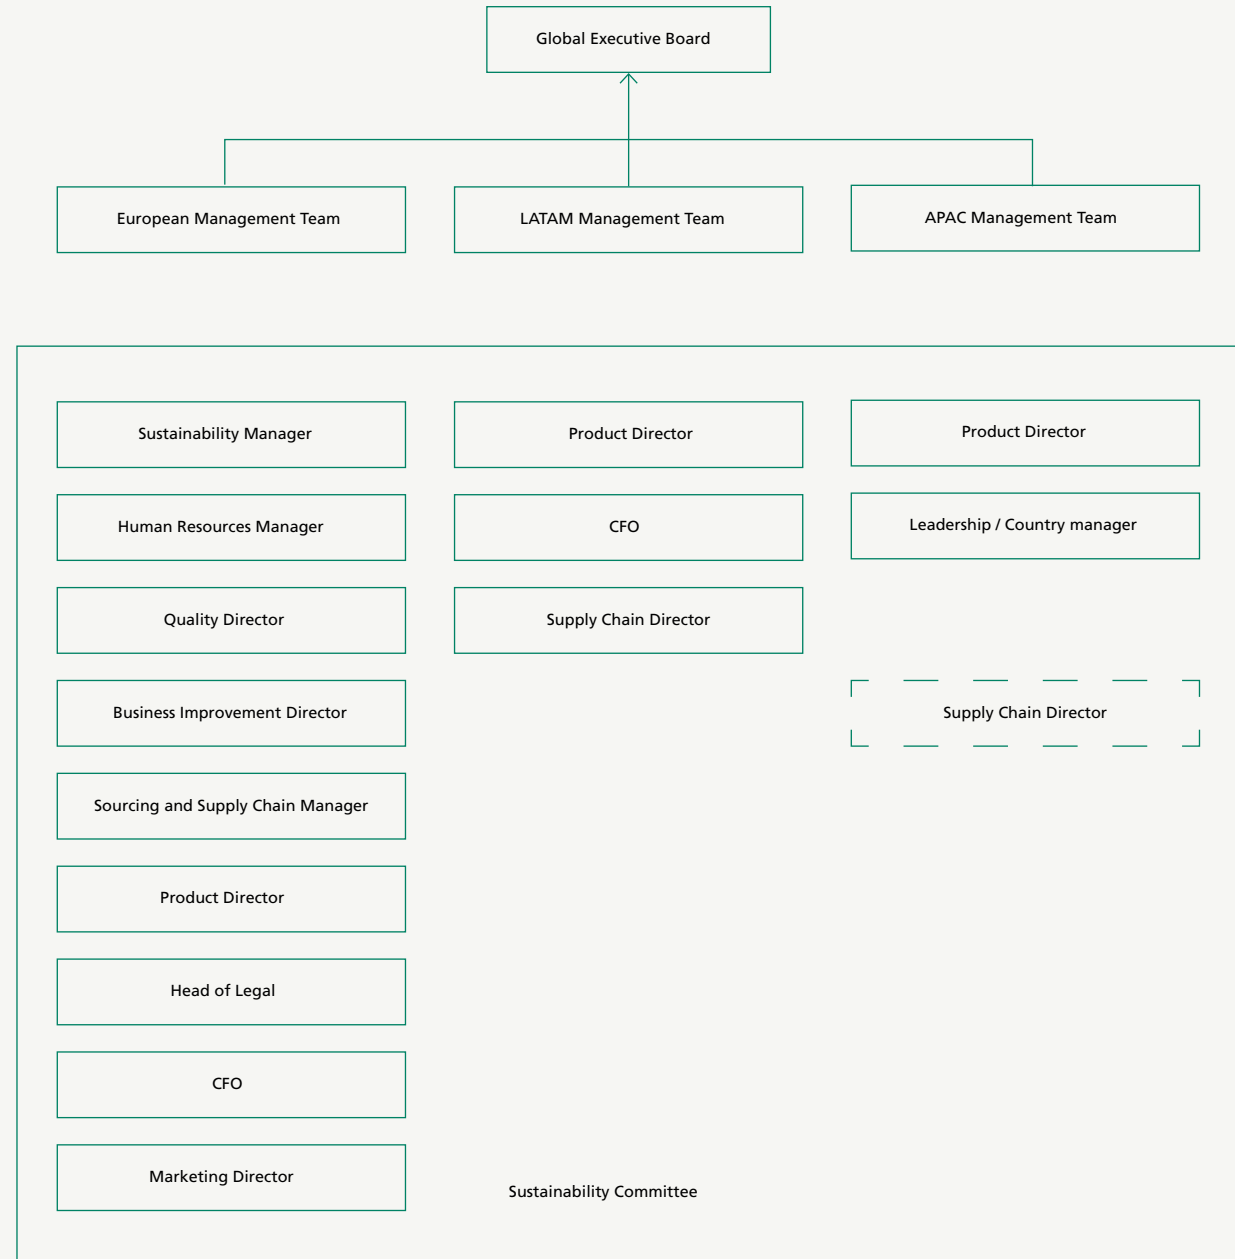 Global Executive Board
European Management Team
LATAM Management Team
APAC Management Team
Sustainability Manager
Product Director
Product Director
Human Resources Manager
CFO
Leadership / Country manager
Quality Director
Supply Chain Director
Business Improvement Director
Supply Chain Director
Sourcing and Supply Chain Manager
Product Director
Head of Legal
CFO
Marketing Director
Sustainability Committee